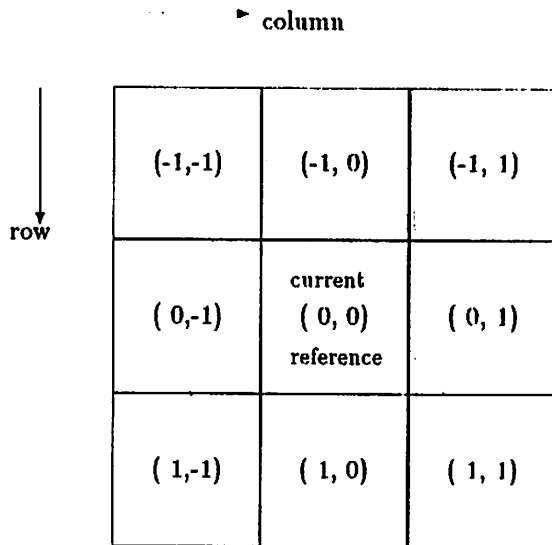 column
(-1,-1) (-1, 0) (-1, 1)
row
current
( 0,-1) ( 0, 0) ( 0, 1)
reference
( 1,-1) ( 1, 0) ( 1, 1)